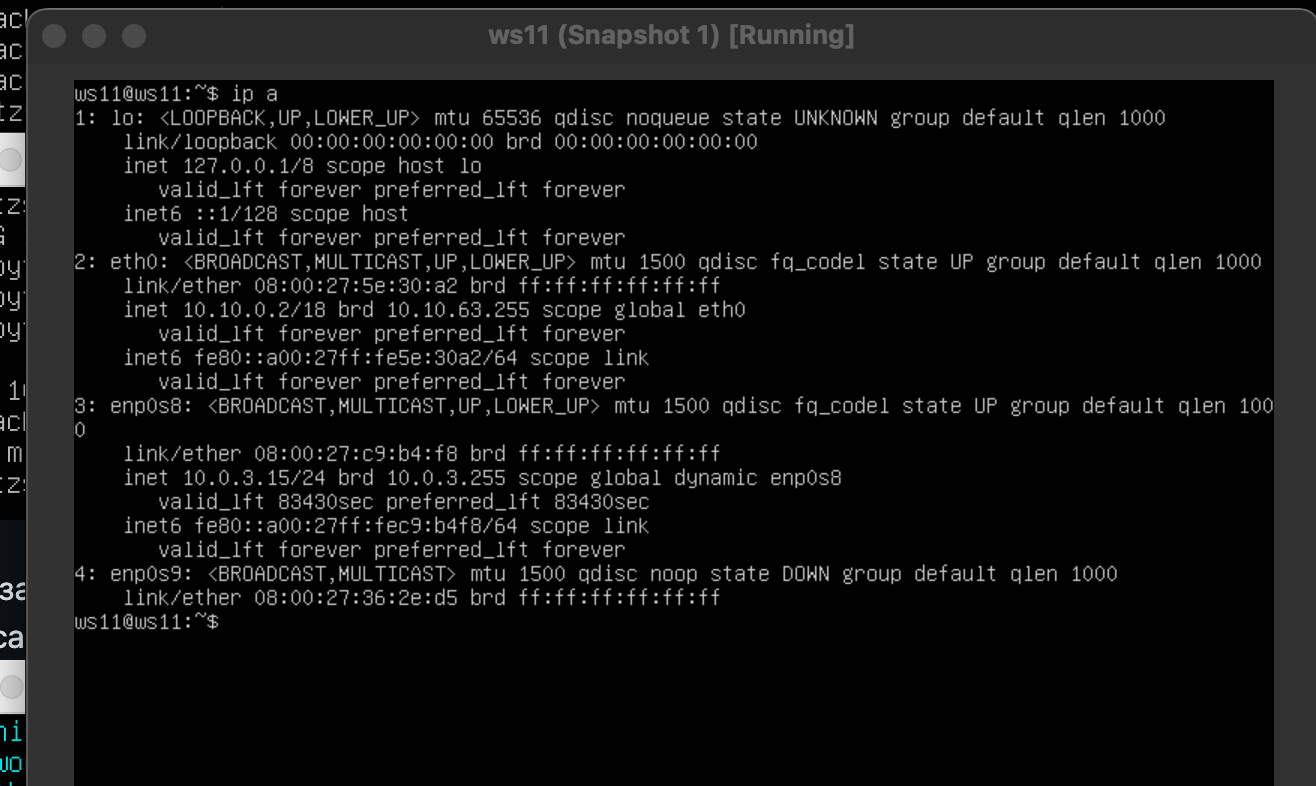 ws11 (Snapshot 1) [Running]
ws11@ws11:~$ ip a
1: lo: <LOOPBACK,UP,LOWER_UP> mtu 65536 qdisc noqueue state UNKNOWN group default qlen 1000
link/loopback 00:00:00:00:00:00 brd 00:00:00:00:00:00
inet 127.0.0.1/8 scope host lo
valid_lft forever preferred_lft forever
inet6 ::1/128 scope host
valid_lft forever preferred_lft forever
2: eth0: <BROADCAST,MULTICAST,UP,LOWER_UP> mtu 1500 qdisc fq_codel state UP group default qlen 1000
link/ether 08:00:27:5e:30:a2 brd ff:ff:ff:ff:ff:ff
inet 10.10.0.2/18 brd 10.10.63.255 scope global eth0
valid_lft forever preferred_lft forever
inet6 fe80::a00:27ff:fe5e:30a2/64 scope link
valid_lft forever preferred_lft forever
3: enp0s8: <BROADCAST,MULTICAST,UP,LOWER_UP> mtu 1500 qdisc fq_codel state UP group default qlen 100
0
link/ether 08:00:27:c9:b4:f8 brd ff:ff:ff:ff:ff:ff
inet 10.0.3.15/24 brd 10.0.3.255 scope global dynamic enp0s8
valid_lft 83430sec preferred_lft 83430sec
inet6 fe80::a00:27ff:fec9:b4f8/64 scope link
valid_lft forever preferred_lft forever
4: enp0s9: <BROADCAST,MULTICAST> mtu 1500 qdisc noop state DOWN group default qlen 1000
link/ether 08:00:27:36:2e:d5 brd ff:ff:ff:ff:ff:ff
ws11@ws11:~$